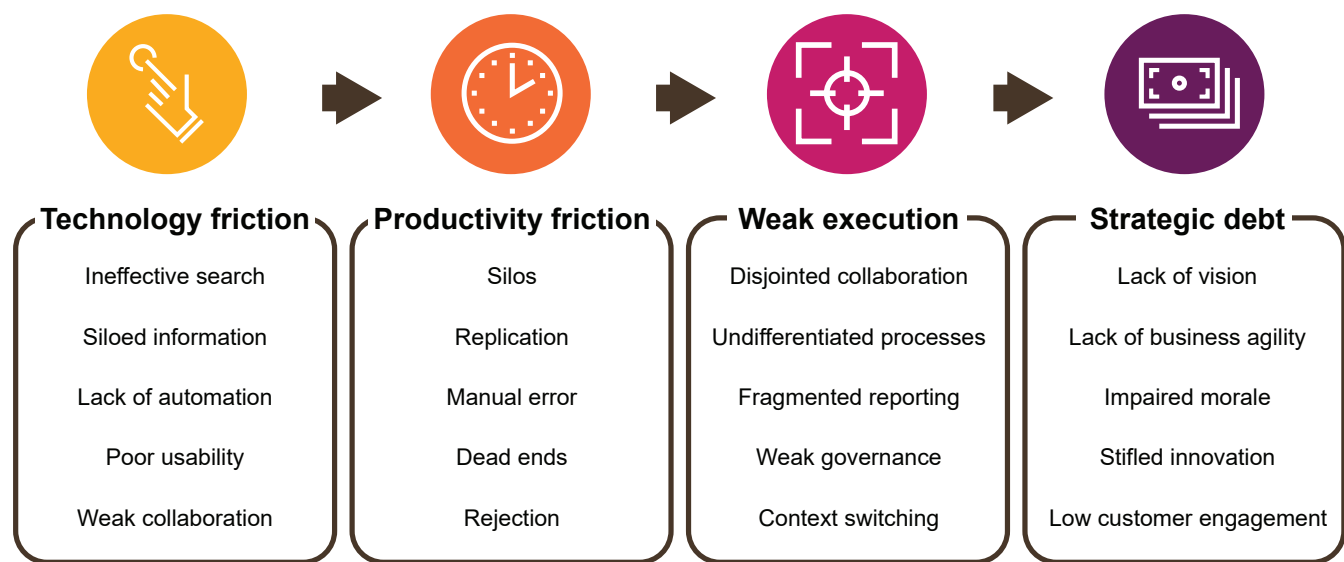 Technology friction
Ineffective search
Siloed information
Lack of automation
Poor usability
Weak collaboration
Productivity friction
Silos
Replication
Manual error
Dead ends
Rejection
Weak execution
Disjointed collaboration
Undifferentiated processes
Fragmented reporting
Weak governance
Context switching
Strategic debt
Lack of vision
Lack of business agility
Impaired morale
Stifled innovation
Low customer engagement